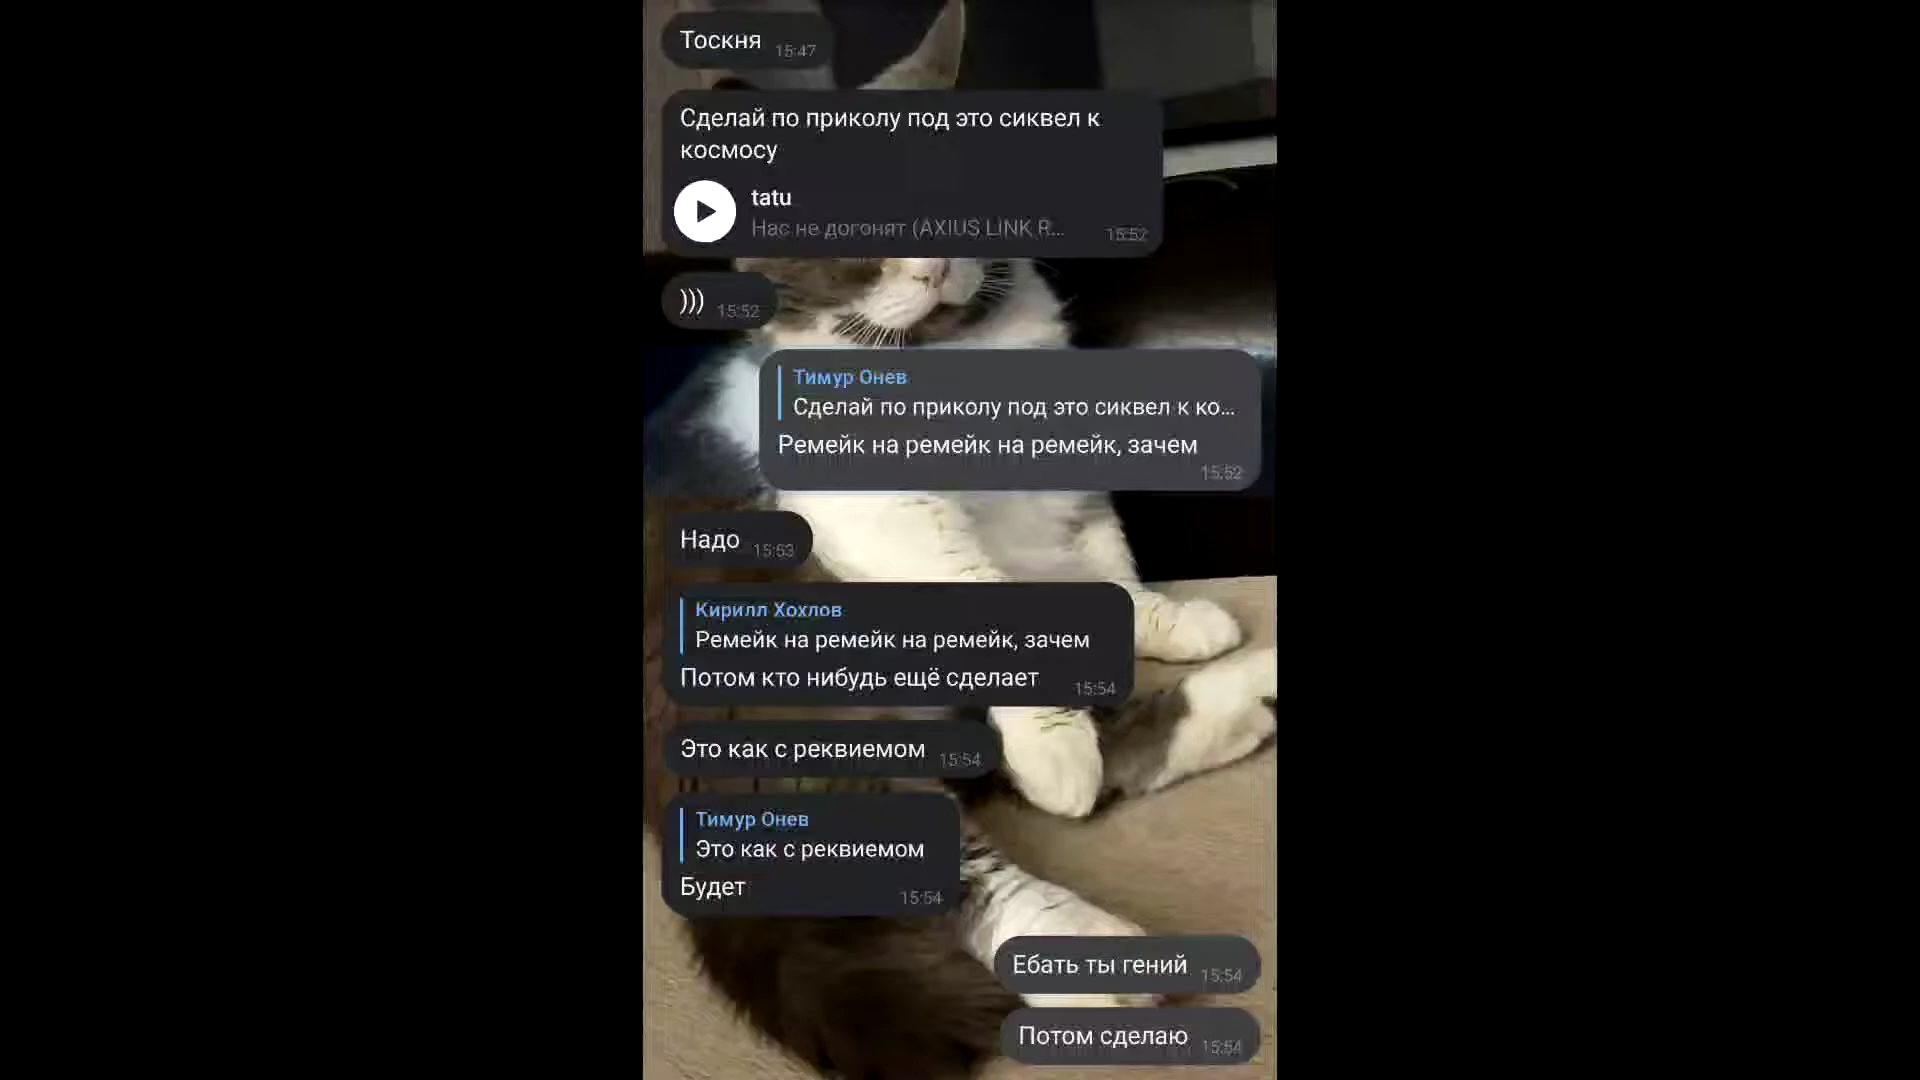 Тоскня 15:47
Сделай по приколу под это сиквел к
космосу
tatu
Нас не догонят (AXIUS LINK R... 15:52
))) 15:52
Тимур Онев
Сделай по приколу под это сиквел к ко...
Ремейк на ремейк на ремейк, зачем
15:52
Надо 15:53
Кирилл Хохлов
Ремейк на ремейк на ремейк, зачем
Потом кто нибудь ещё сделает 15:54
Это как с реквиемом 15:54
Тимур Онев
Это как с реквиемом
Будет 15:54
Ебать ты гений 15:54
Потом сделаю 15:54